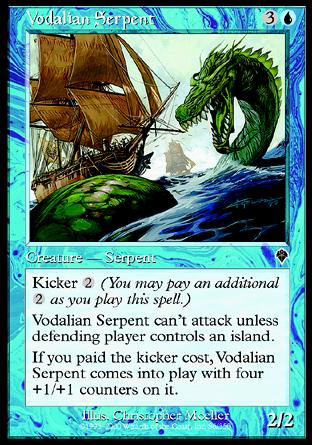 Vodalian Serpent 3
Creature — Serpent
Kicker 2 (You may pay an additional
2 as you play this spell.)
Vodalian Serpent can't attack unless
defending player controls an island.
If you paid the kicker cost, Vodalian
Serpent comes into play with four
+1/+1 counters on it.
Illus. Christopher Moeller
2/2